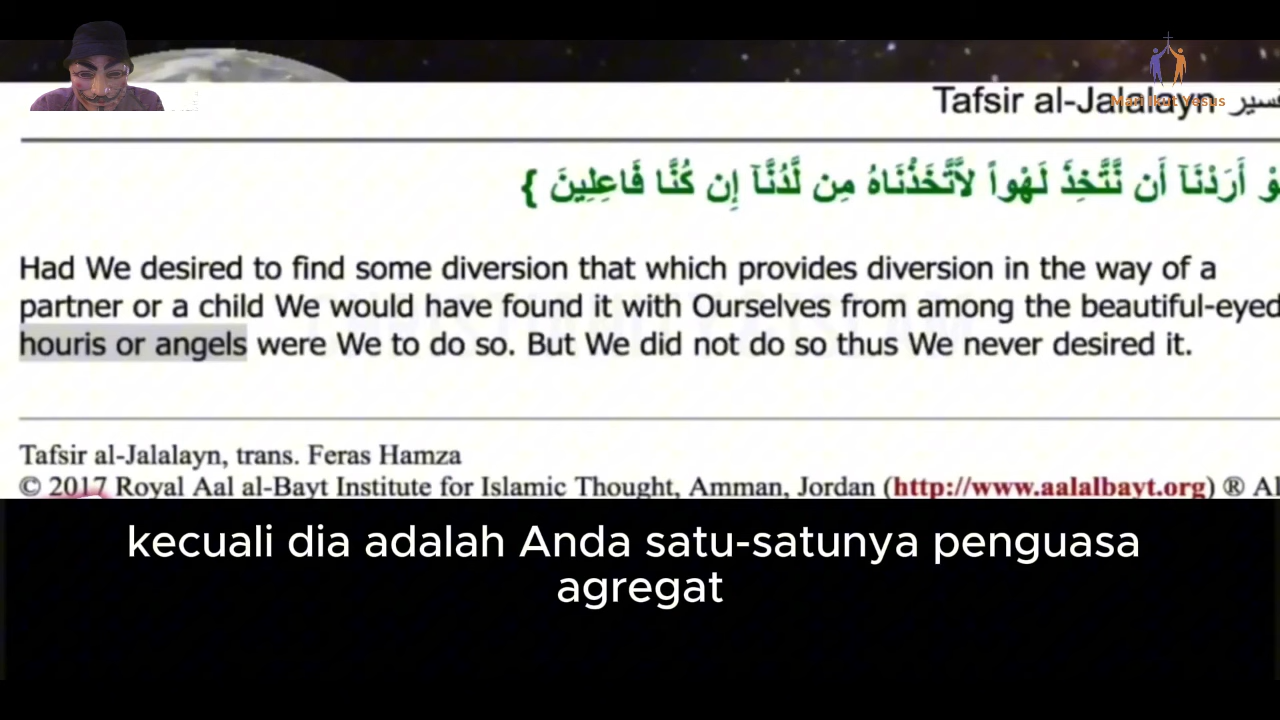 Mari Ikut Yesus
Tafsir al-Jalalayn
أَرَدْنَآ أَن نَّتَّخِذَ لَهْواً لاَّتَّخَذْنَاهُ مِن لَّدُنَّآ إِن كُنَّا فَاعِلِينَ }
Had We desired to find some diversion that which provides diversion in the way of a
partner or a child We would have found it with Ourselves from among the beautiful-eyed
houris or angels were We to do so. But We did not do so thus We never desired it.
Tafsir al-Jalalayn, trans. Feras Hamza
© 2017 Royal Aal al-Bayt Institute for Islamic Thought, Amman, Jordan (http://www.aalalbayt.org) ®
kecuali dia adalah Anda satu-satunya penguasa
agregat